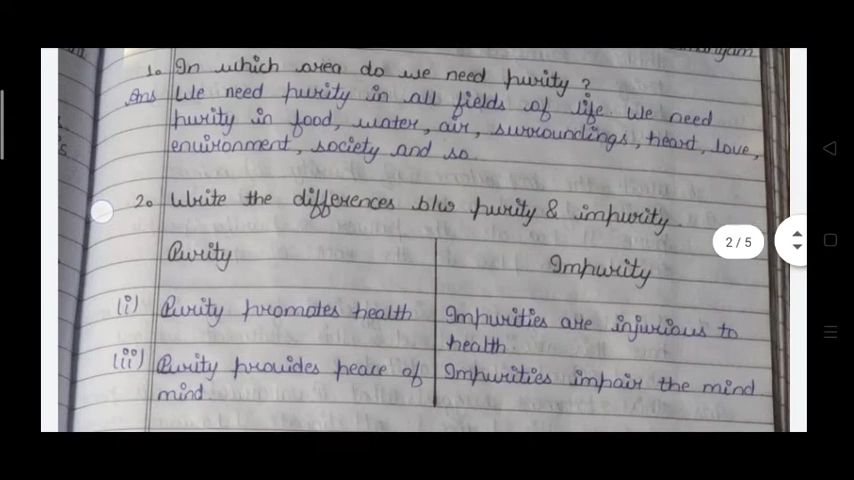 1. In which area do we need purity ?
Ans We need purity in all fields of life. We need
purity in food, water, air, surroundings, heart, love,
environment, society and so
2. Write the differences b/w purity & impurity.
Purity
Impurity
(i) Purity promotes health
Impurities are injurious to
health.
(ii) Purity provides peace of
mind
Impurities impair the mind
2 / 5